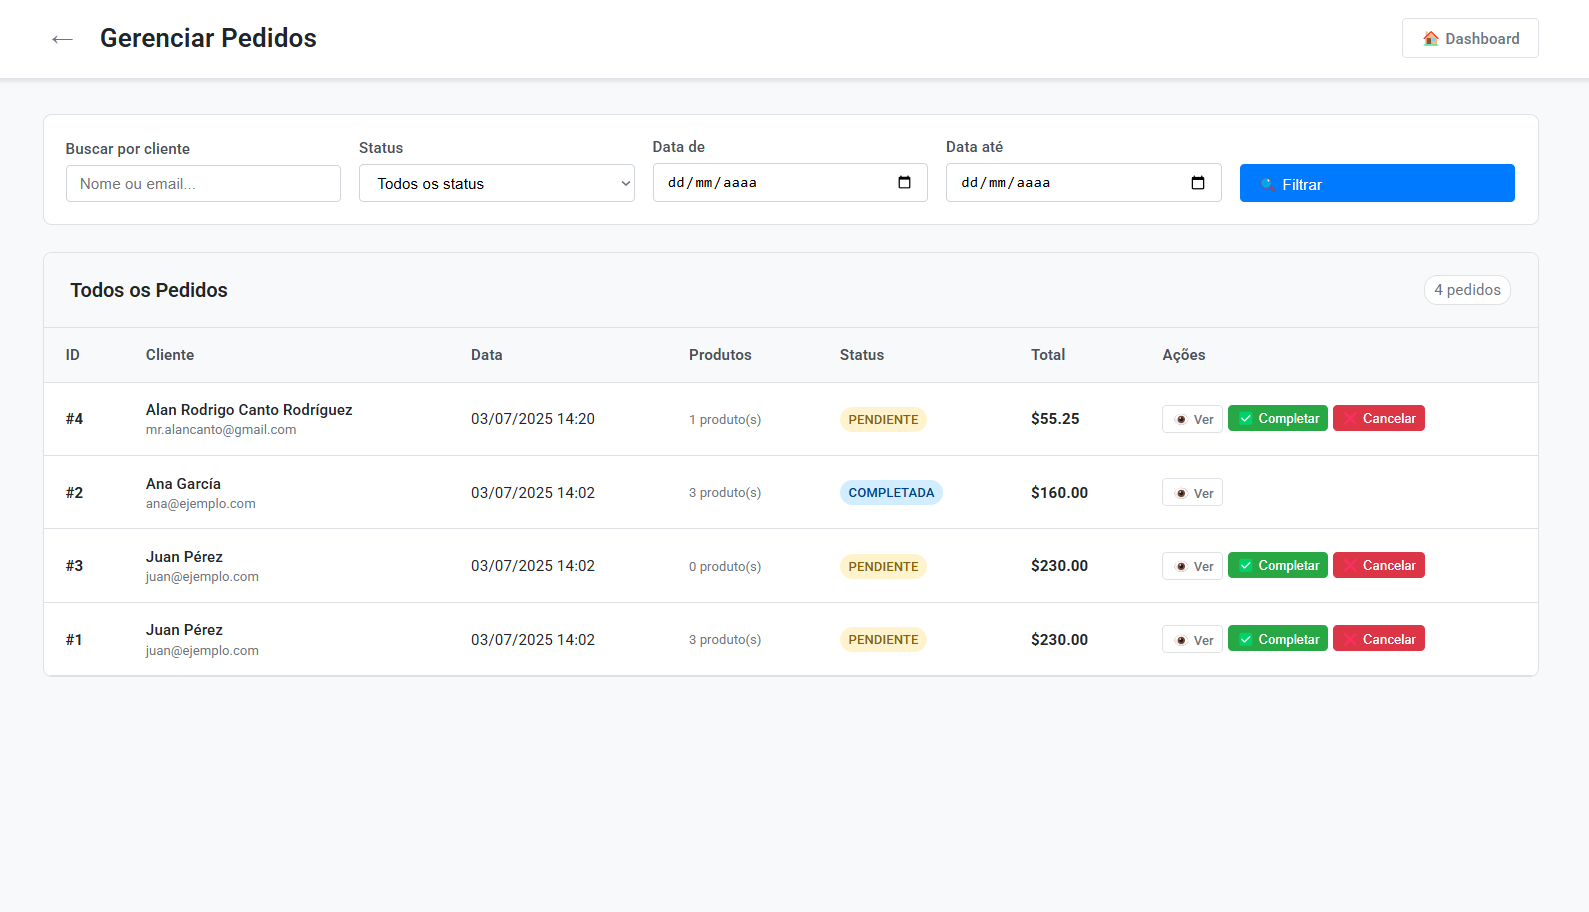 ← Gerenciar Pedidos
Dashboard
Buscar por cliente
Nome ou email...
Status
Todos os status
Data de
dd/mm/aaaa
Data até
dd/mm/aaaa
Filtrar
Todos os Pedidos
4 pedidos
ID Cliente Data Produtos Status Total Ações
#4 Alan Rodrigo Canto Rodríguez 03/07/2025 14:20 1 produto(s) PENDIENTE $55.25 Ver Completar Cancelar
mr.alancanto@gmail.com
#2 Ana García 03/07/2025 14:02 3 produto(s) COMPLETADA $160.00 Ver
ana@ejemplo.com
#3 Juan Pérez 03/07/2025 14:02 0 produto(s) PENDIENTE $230.00 Ver Completar Cancelar
juan@ejemplo.com
#1 Juan Pérez 03/07/2025 14:02 3 produto(s) PENDIENTE $230.00 Ver Completar Cancelar
juan@ejemplo.com